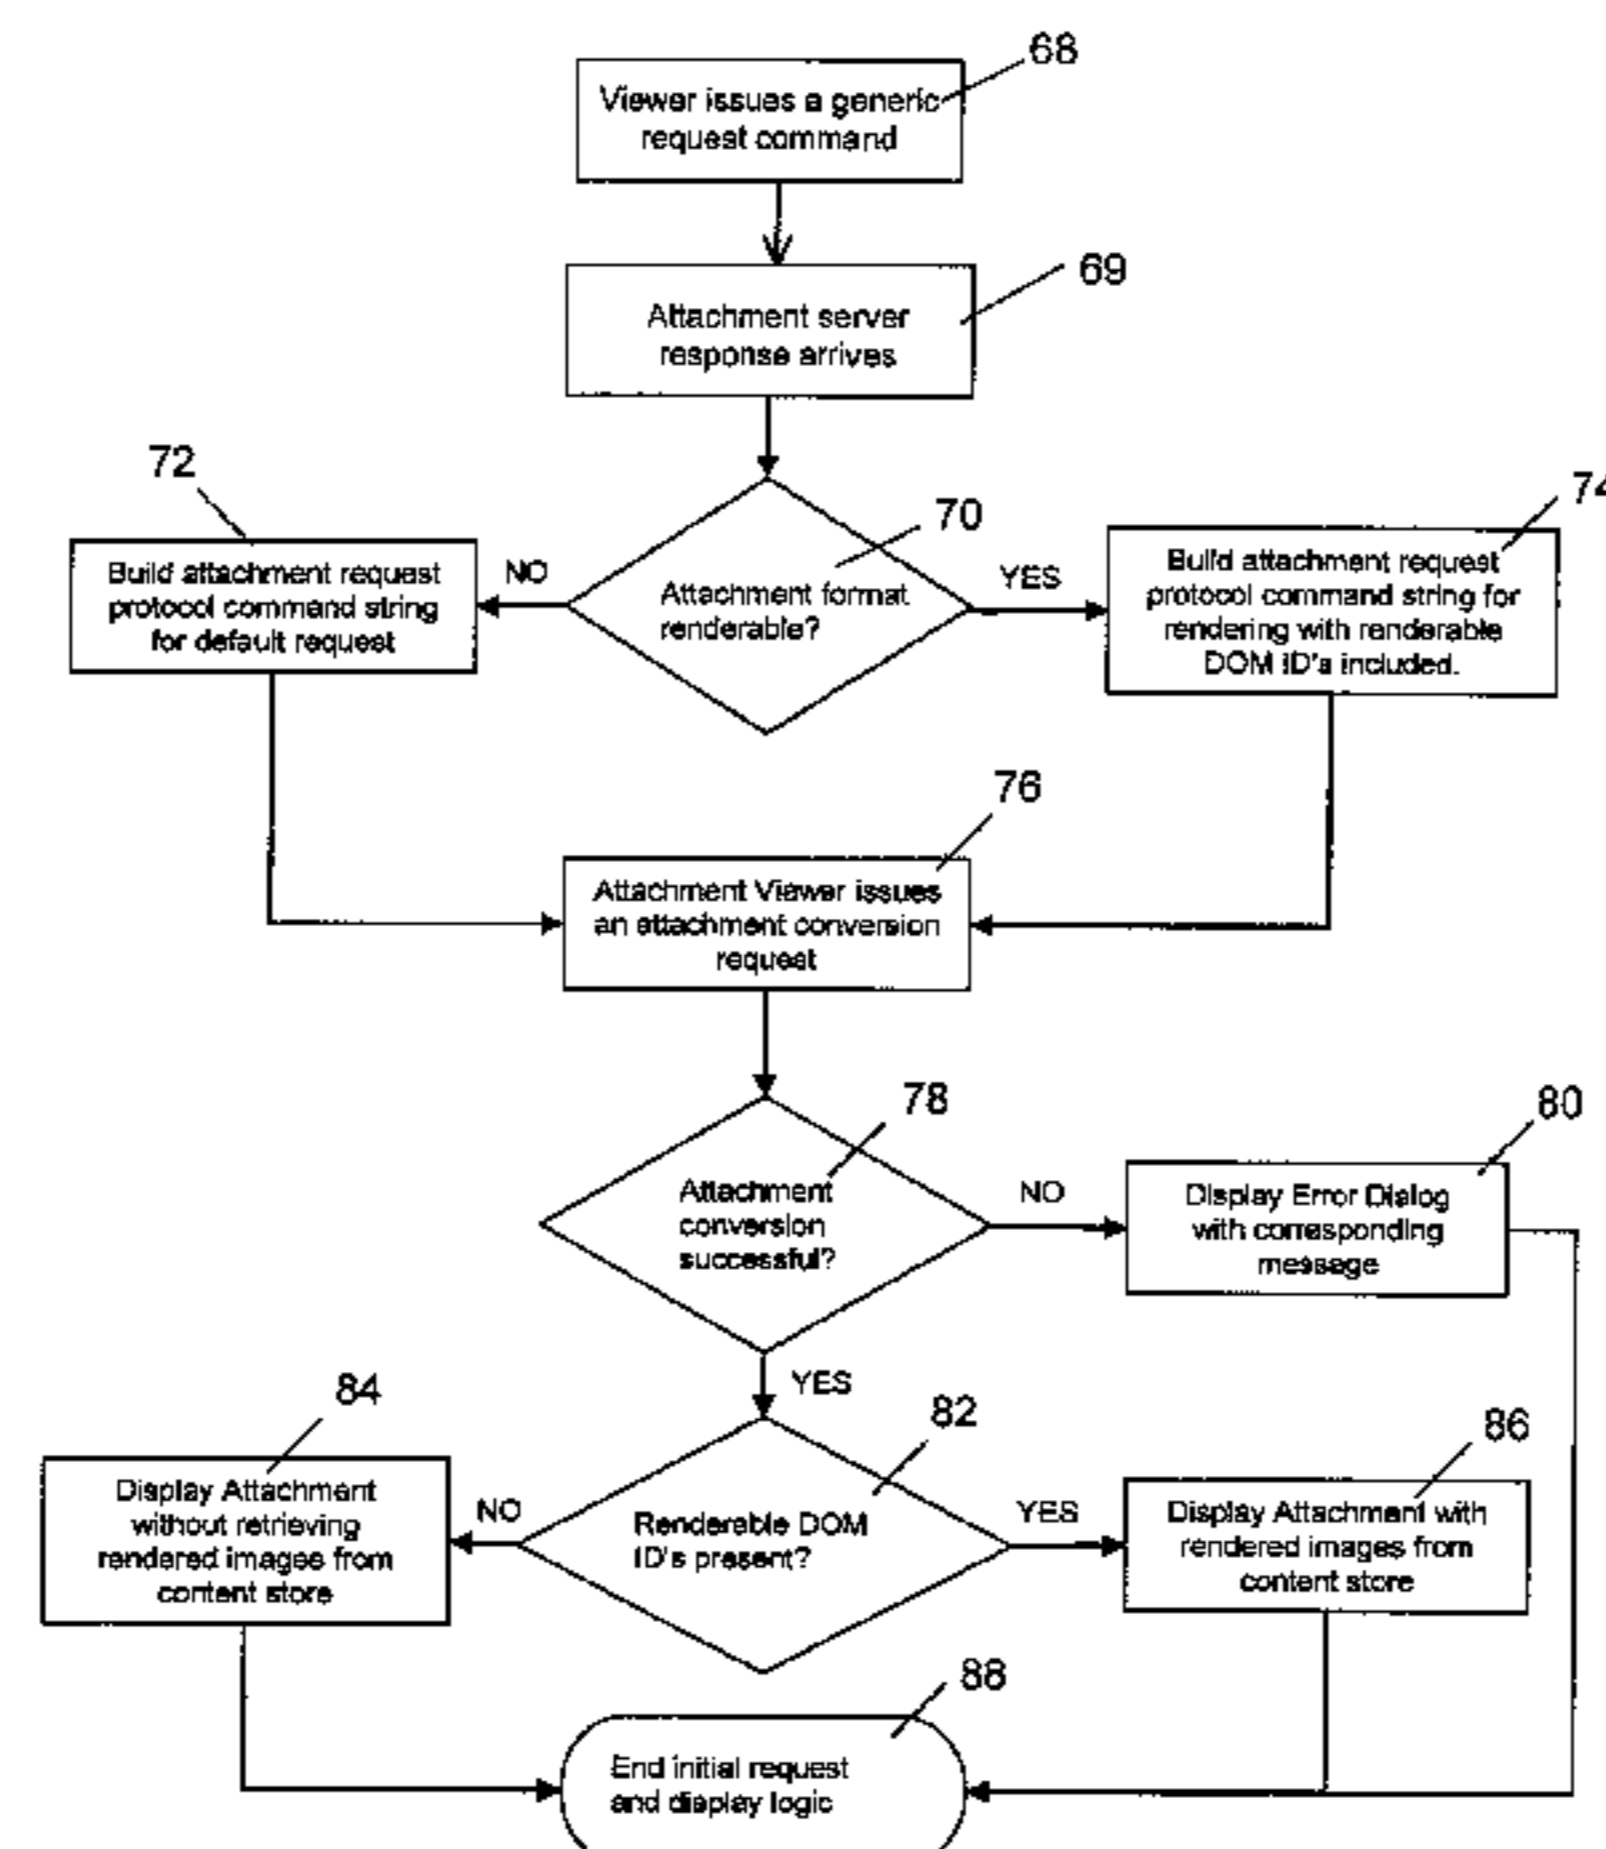 68
Viewer issues a generic
request command
69
Attachment server
response arrives
72
70
74
Build attachment request
protocol command string
for default request
NO
Attachment format
renderable?
YES
Build attachment request
protocol command string for
rendering with renderable
DOM ID's included.
76
Attachment Viewer issues
an attachment conversion
request
78
80
Attachment
conversion
successful?
NO
Display Error Dialog
with corresponding
message
YES
84
82
86
Display Attachment
without retrieving
rendered images from
content store
NO
Renderable DOM
ID's present?
YES
Display Attachment with
rendered images from
content store
88
End initial request
and display logic